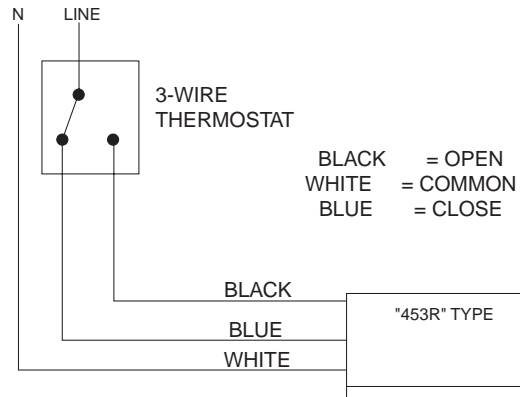 N LINE
3-WIRE
THERMOSTAT
BLACK = OPEN
WHITE = COMMON
BLUE = CLOSE
BLACK
"453R" TYPE
BLUE
WHITE